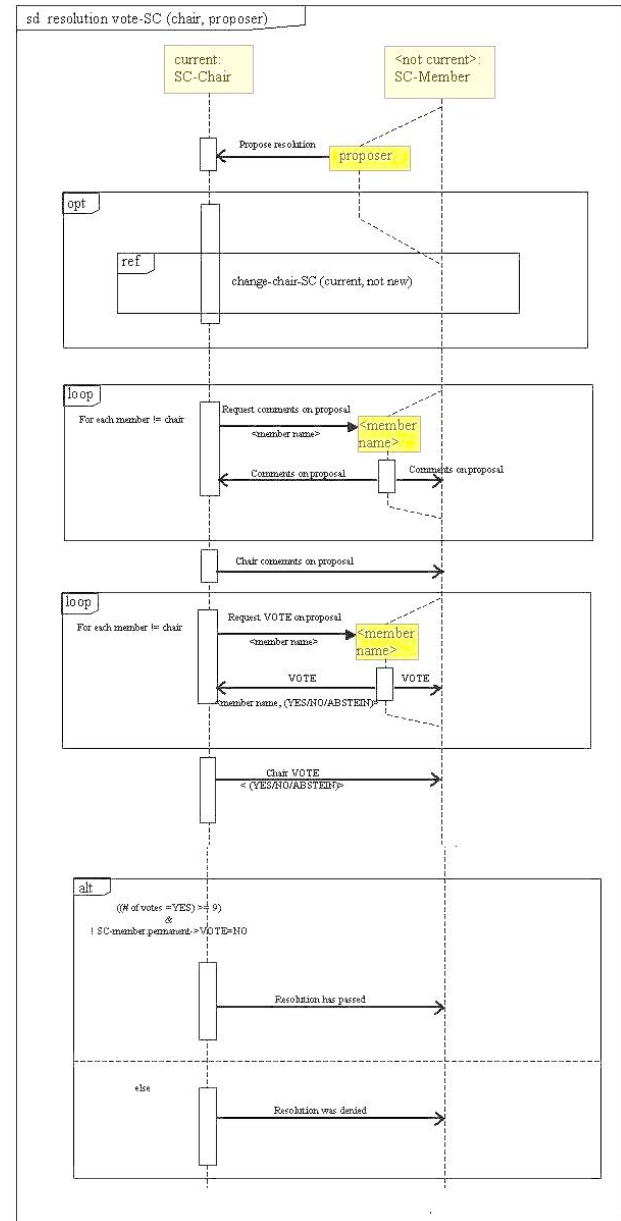 sd resolution vote-SC (chair, proposer)
current:
SC-Chair
<not current>:
SC-Member
Propose resolution
proposer
opt
ref
change-chair-SC (current, not new)
loop
For each member != chair
Request comments on proposal
<member name>
<member
name>
Comments on proposal
Comments on proposal
Chair comemnts on proposal
loop
For each member != chair
Request VOTE on proposal
<member name>
<member
name>
VOTE
VOTE
<member name, (YES/NO/ABSTEIN)>
Chair VOTE
< (YES/NO/ABSTEIN)>
alt
((# of votes =YES) >= 9)
&
! SC-member.permanent->VOTE=NO
Resolution has passed
else
Resolution was denied